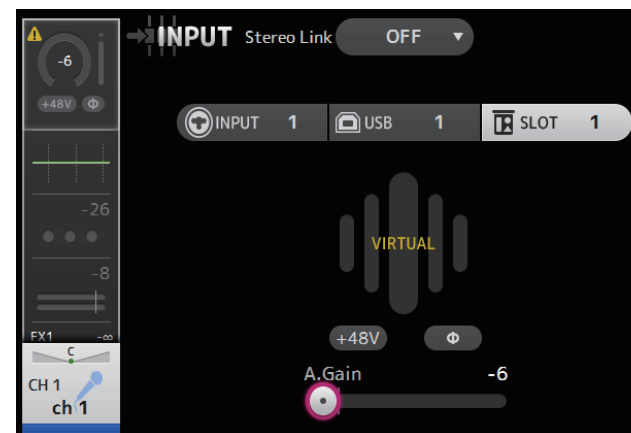 INPUT Stereo Link OFF
-6
+48V Φ
INPUT 1 USB 1 SLOT 1
-26
VIRTUAL
-8
+48V Φ
FX1 -∞
C
A.Gain -6
CH 1
ch 1